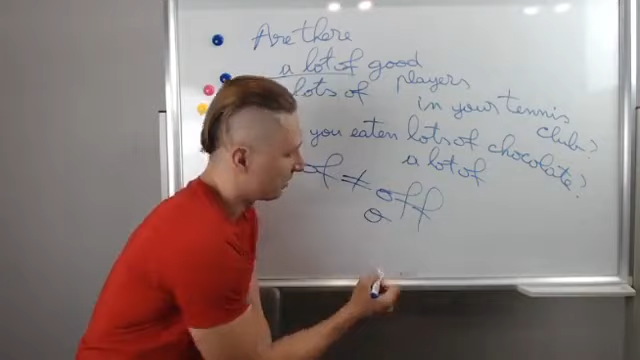 Are there
a lot of good
lots of players
in your tennis
club?
you eaten lots of chocolate?
a lot of
of ≠ off
o